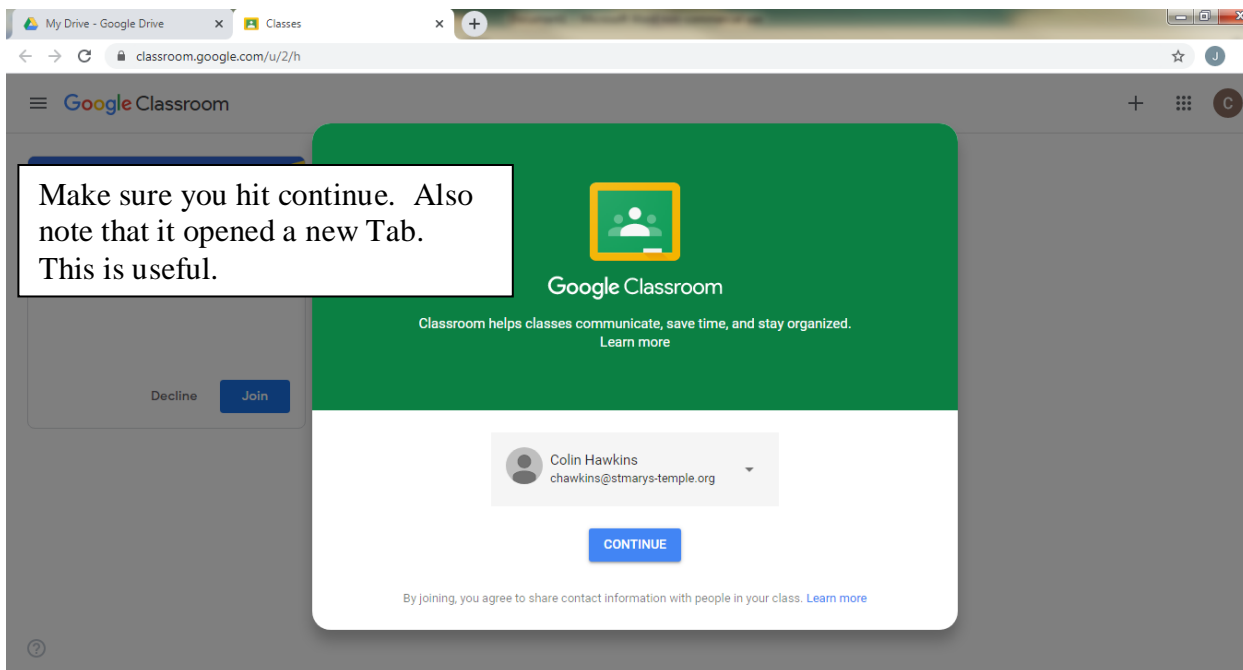 My Drive - Google Drive
Classes
classroom.google.com/u/2/h
J
Google Classroom
C
Make sure you hit continue. Also
note that it opened a new Tab.
This is useful.
Google Classroom
Classroom helps classes communicate, save time, and stay organized.
Learn more
Decline
Join
Colin Hawkins
chawkins@stmarys-temple.org
CONTINUE
By joining, you agree to share contact information with people in your class. Learn more